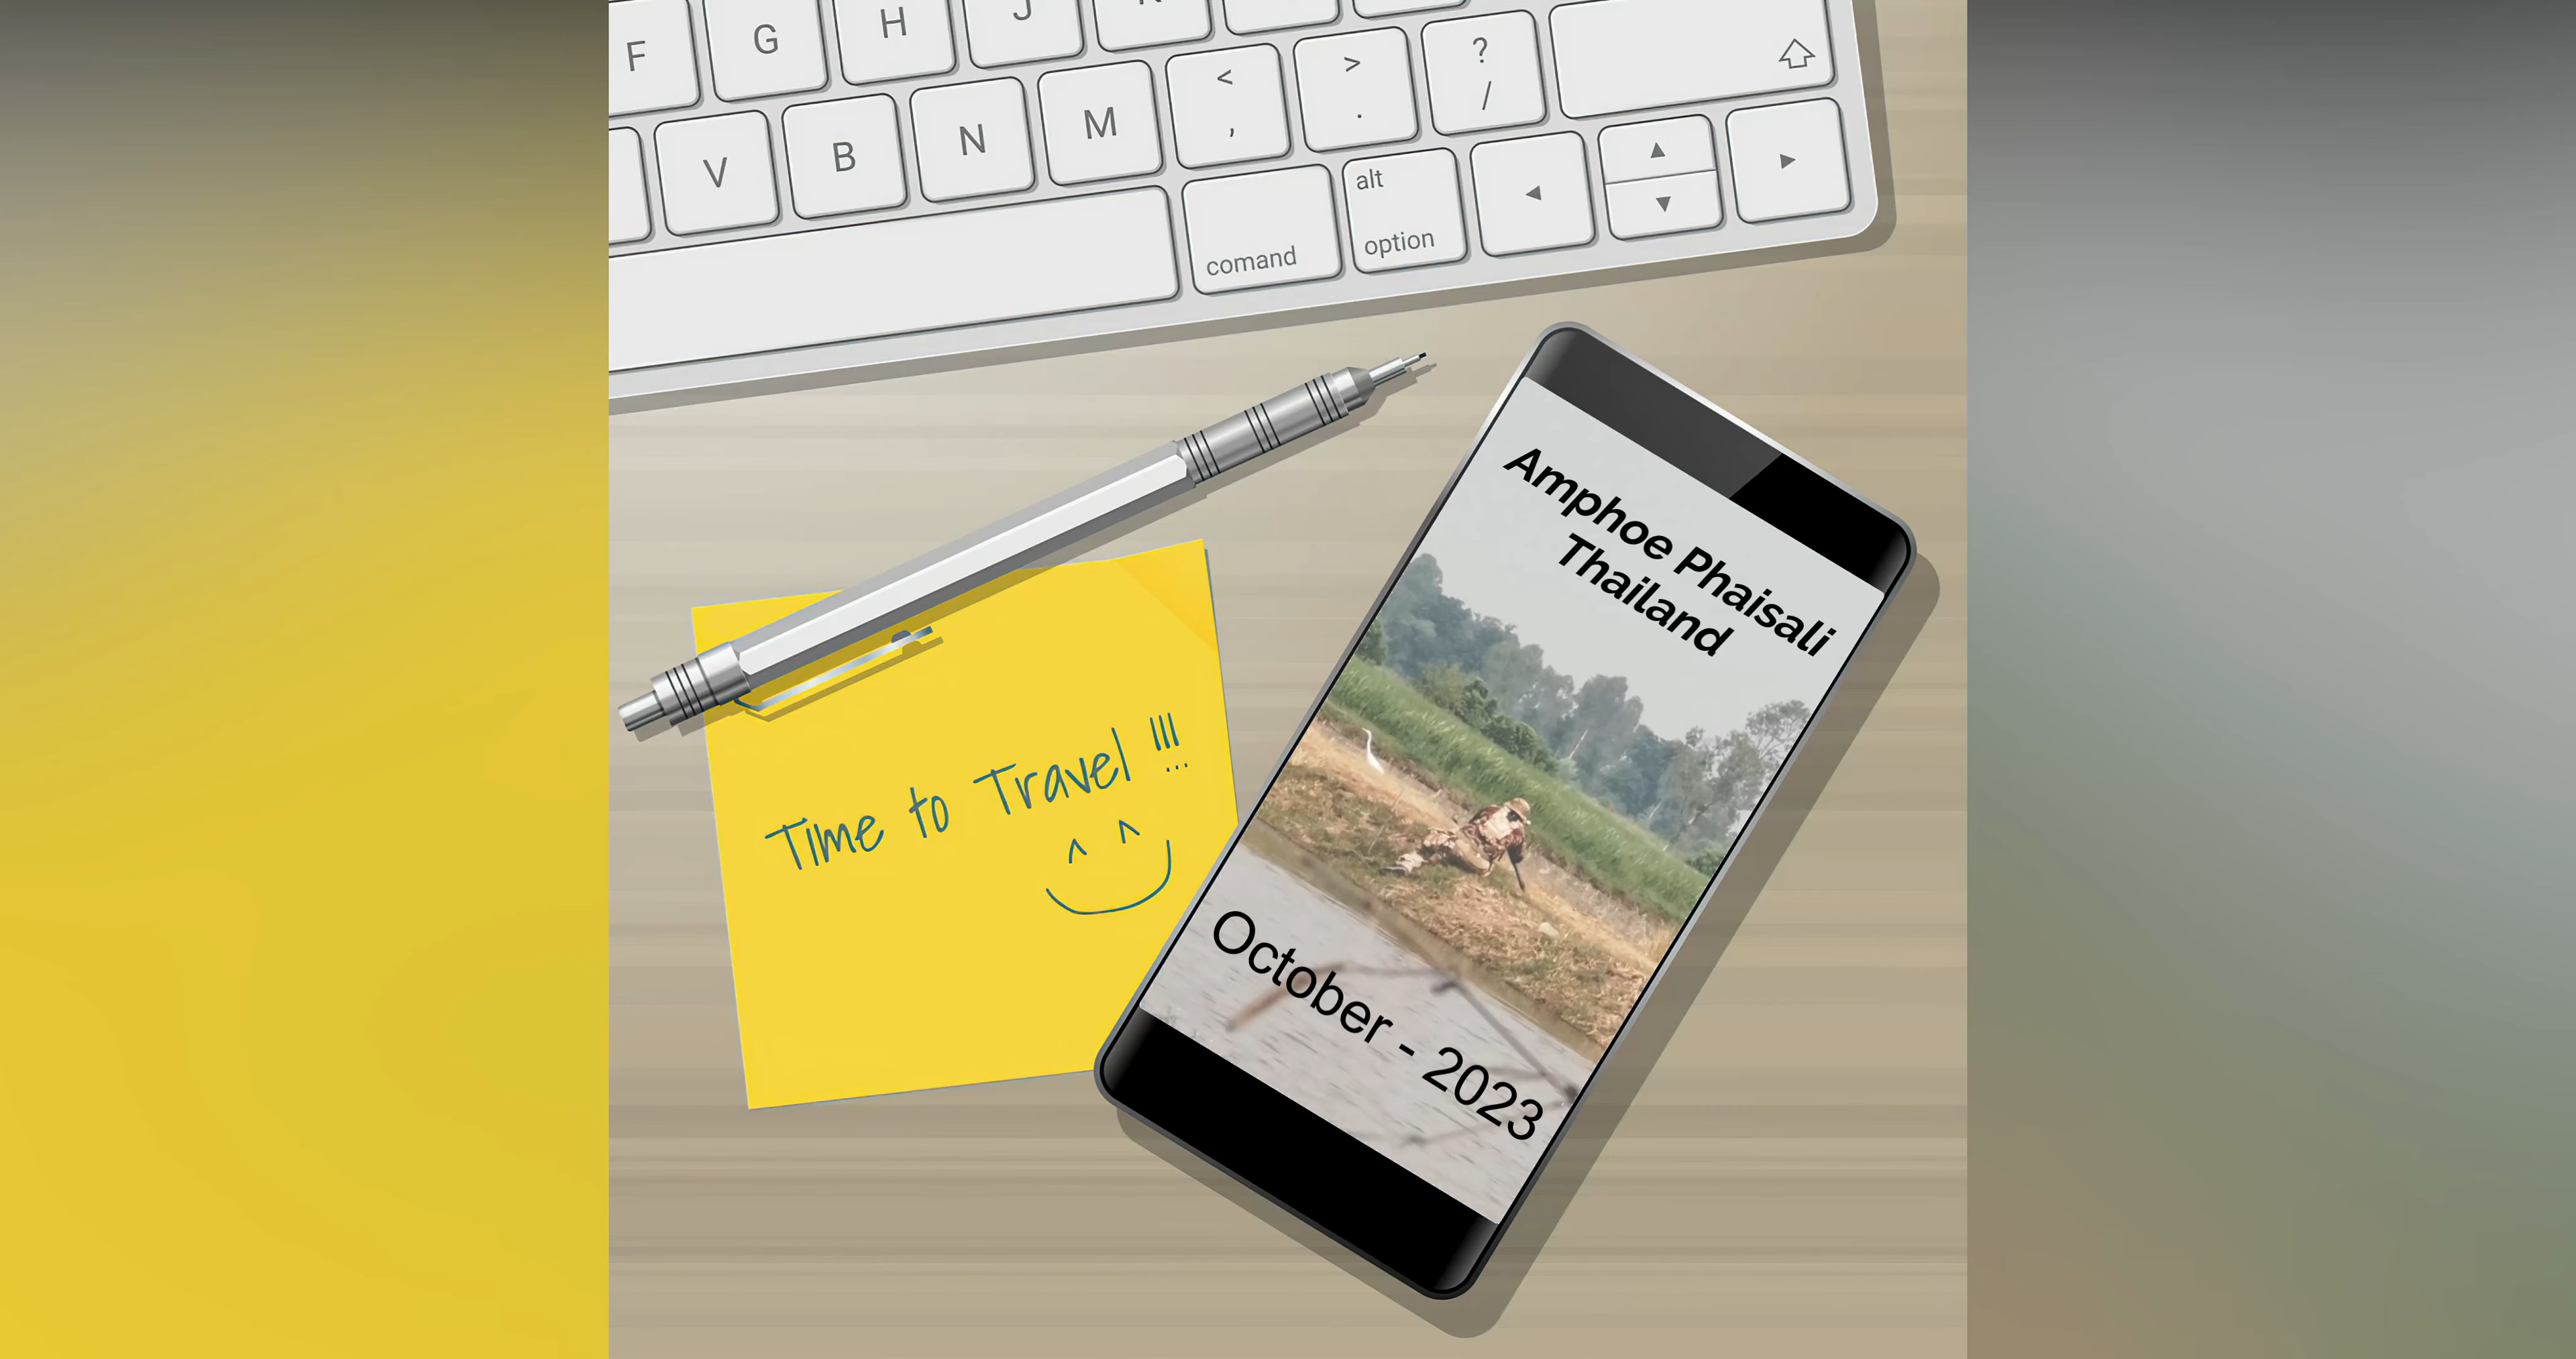 F G H J K
V B N M < , > . ? /
comand alt option
Time to Travel !!!
Amphoe Phaisali
Thailand
October - 2023